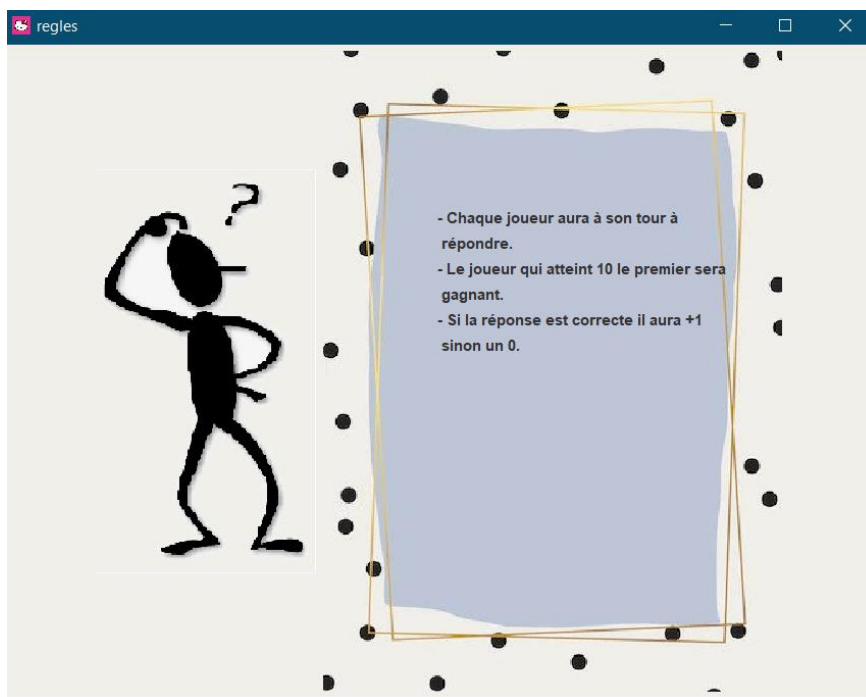 regles
- Chaque joueur aura à son tour à
répondre.
- Le joueur qui atteint 10 le premier sera
gagnant.
- Si la réponse est correcte il aura +1
sinon un 0.
?